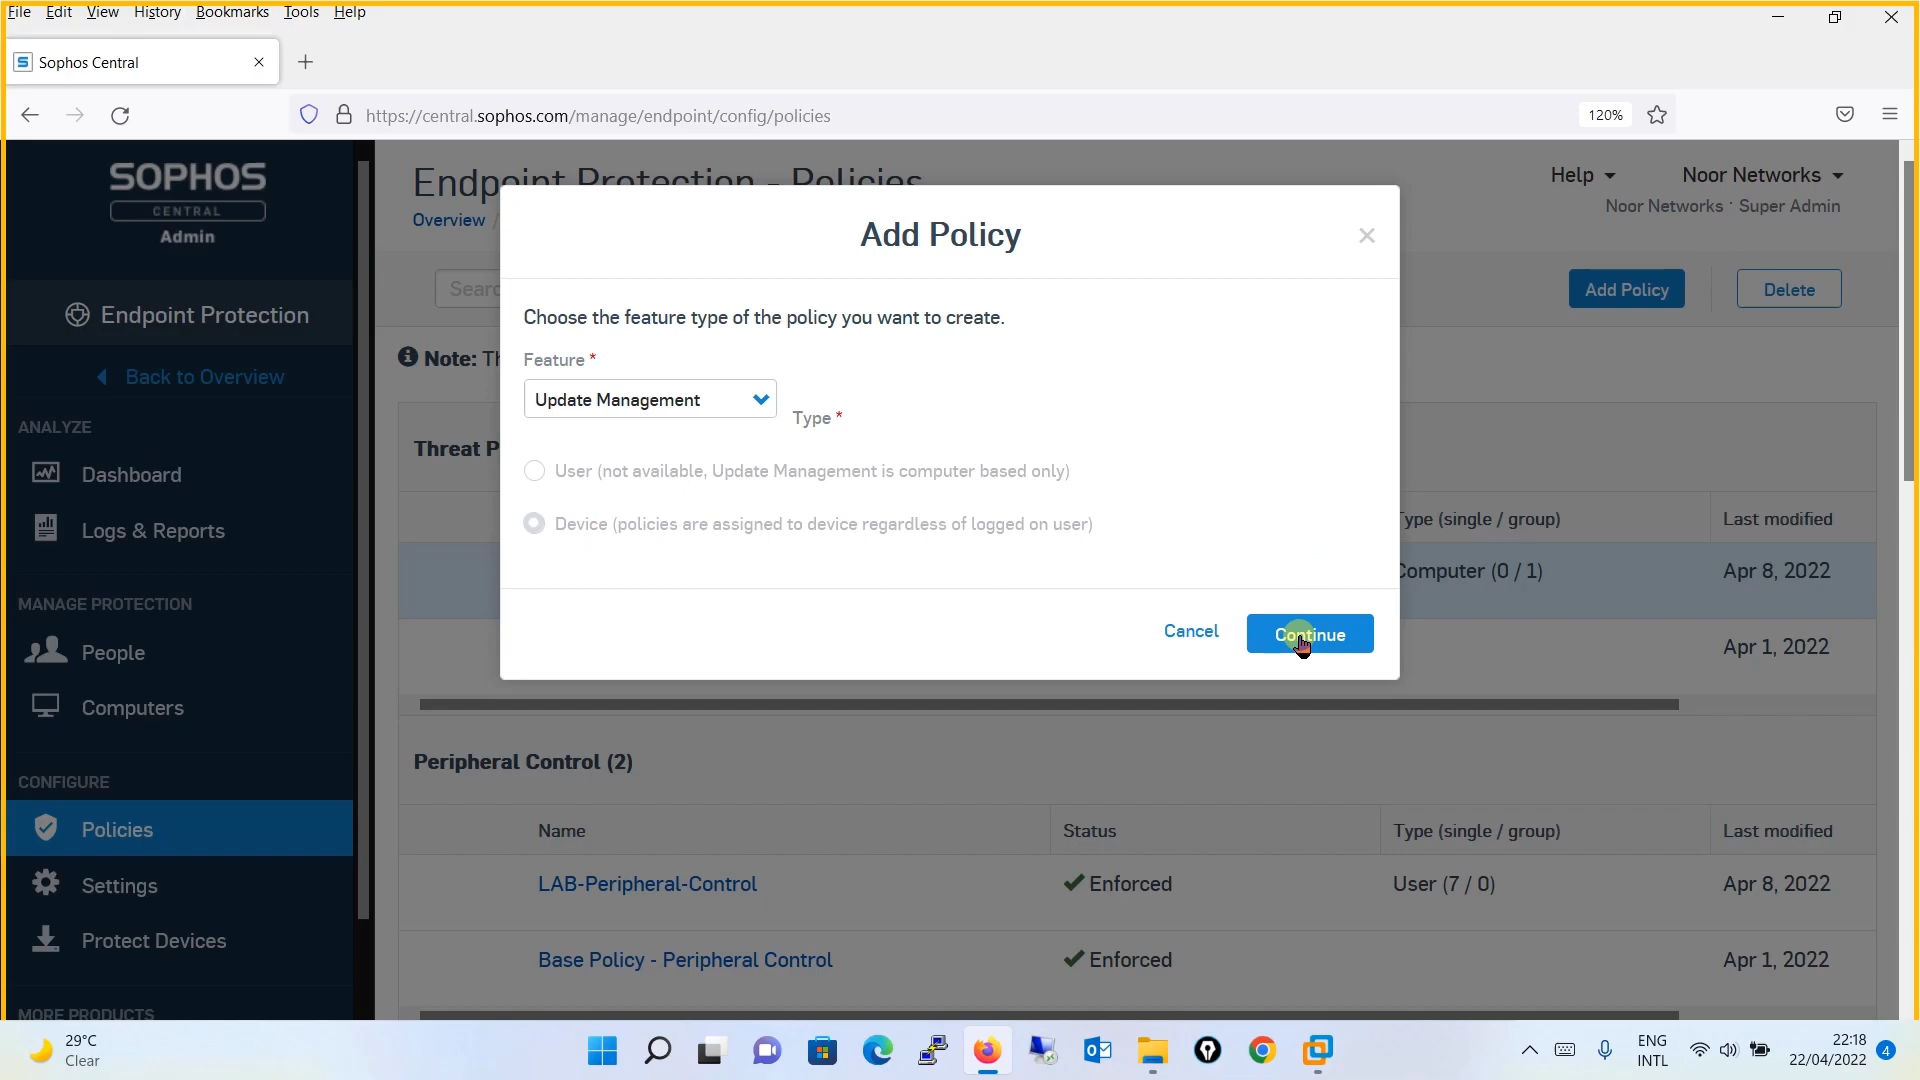 File Edit View History Bookmarks Tools Help
Sophos Central
https://central.sophos.com/manage/endpoint/config/policies
120%
SOPHOS
CENTRAL
Admin
Endpoint Protection
Back to Overview
ANALYZE
Dashboard
Logs & Reports
MANAGE PROTECTION
People
Computers
CONFIGURE
Policies
Settings
Protect Devices
MORE PRODUCTS
Endpoint Protection - Policies
Overview /
Help
Noor Networks
Noor Networks · Super Admin
Searc
Add Policy
Delete
Note: Th
Add Policy
Choose the feature type of the policy you want to create.
Feature *
Update Management
Type *
User (not available, Update Management is computer based only)
Device (policies are assigned to device regardless of logged on user)
Cancel
Continue
Threat P
Type (single / group) Last modified
Computer (0 / 1) Apr 8, 2022
Apr 1, 2022
Peripheral Control (2)
Name Status Type (single / group) Last modified
LAB-Peripheral-Control Enforced User (7 / 0) Apr 8, 2022
Base Policy - Peripheral Control Enforced Apr 1, 2022
29°C
Clear
ENG
INTL
22:18
22/04/2022
4